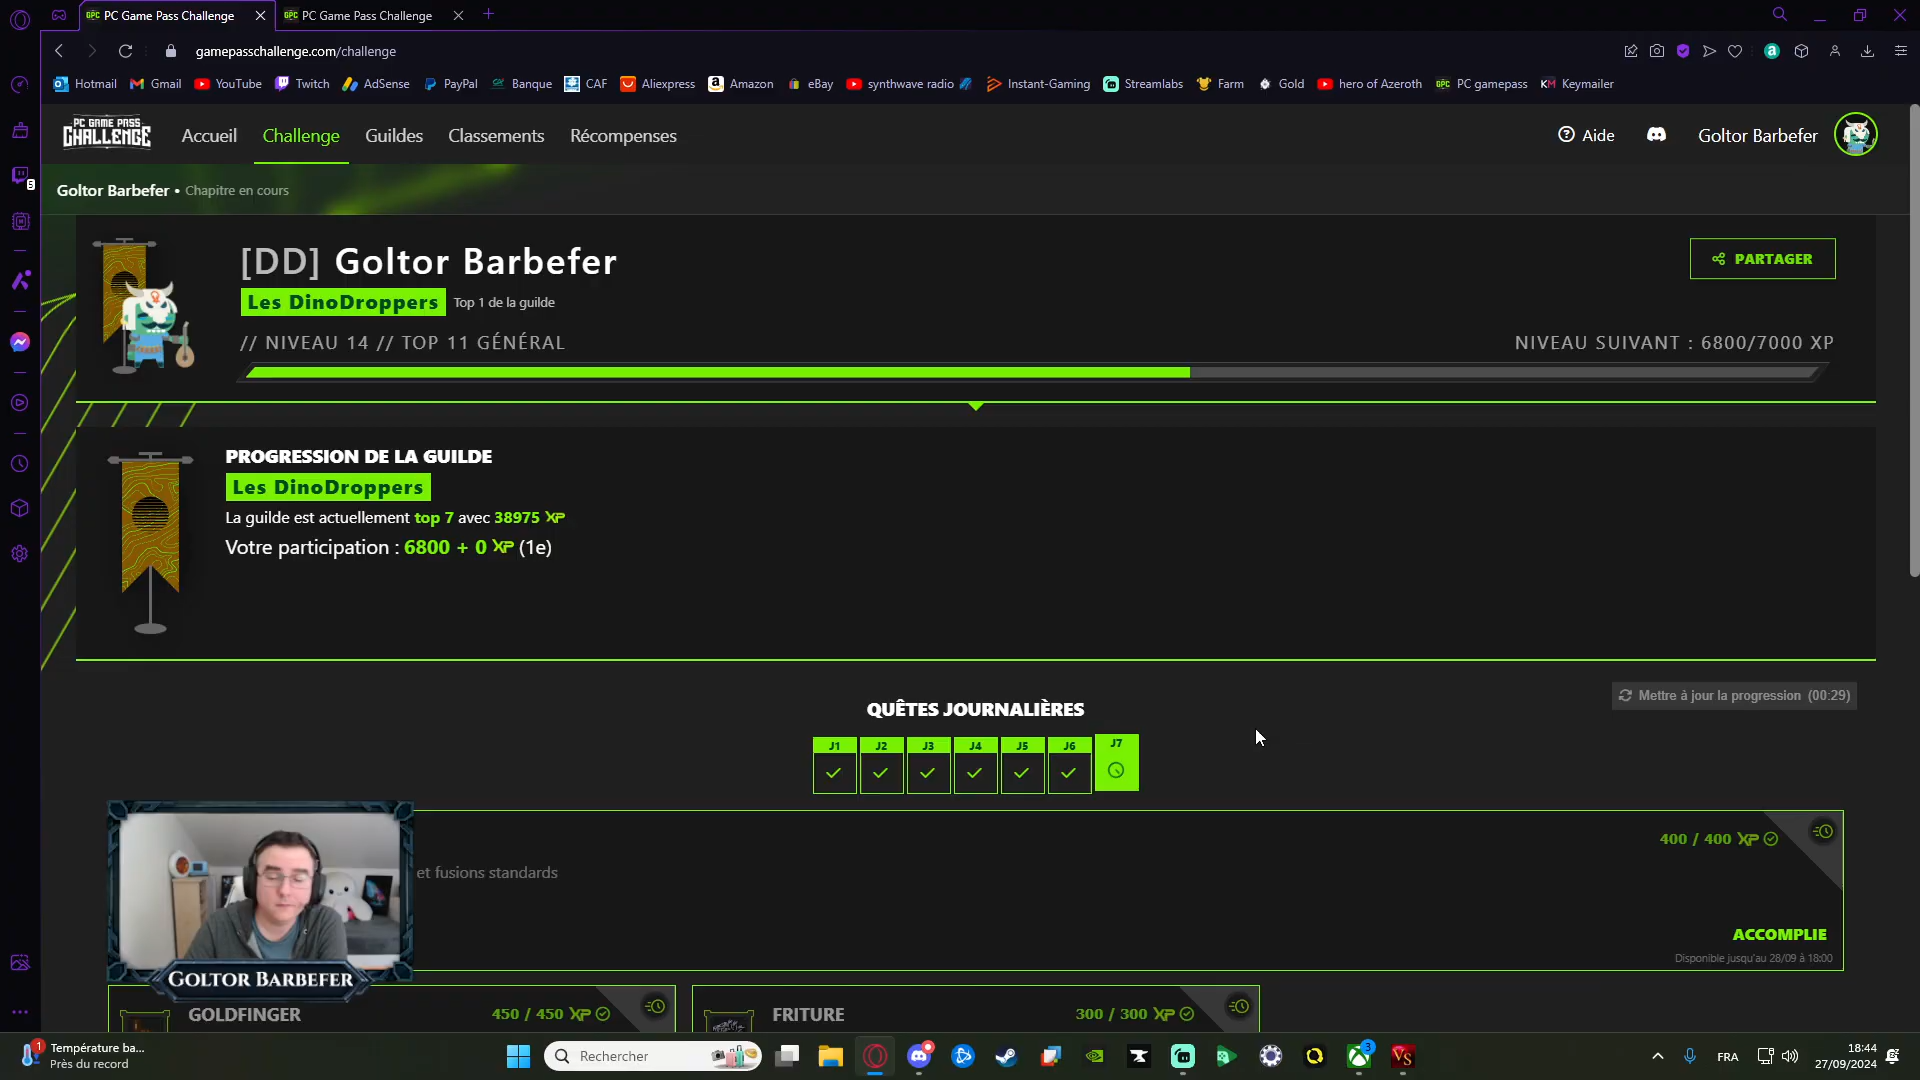 PC Game Pass Challenge
PC Game Pass Challenge
gamepasschallenge.com/challenge
Hotmail
Gmail
YouTube
Twitch
AdSense
PayPal
Banque
CAF
Aliexpress
Amazon
eBay
synthwave radio
Instant-Gaming
Streamlabs
Farm
Gold
hero of Azeroth
PC gamepass
Keymailer
PC GAME PASS
CHALLENGE
Accueil
Challenge
Guildes
Classements
Récompenses
Aide
Goltor Barbefer
Goltor Barbefer • Chapitre en cours
[DD] Goltor Barbefer
PARTAGER
Les DinoDroppers Top 1 de la guilde
// NIVEAU 14 // TOP 11 GÉNÉRAL
NIVEAU SUIVANT : 6800/7000 XP
PROGRESSION DE LA GUILDE
Les DinoDroppers
La guilde est actuellement top 7 avec 38975 XP
Votre participation : 6800 + 0 XP (1e)
Mettre à jour la progression (00:29)
QUÊTES JOURNALIÈRES
J1 J2 J3 J4 J5 J6 J7
400 / 400 XP
et fusions standards
ACCOMPLIE
Disponible jusqu'au 28/09 à 18:00
GOLTOR BARBEFER
GOLDFINGER
450 / 450 XP
FRITURE
300 / 300 XP
1
Température ba...
Près du record
Rechercher
3
FRA
18:44
27/09/2024